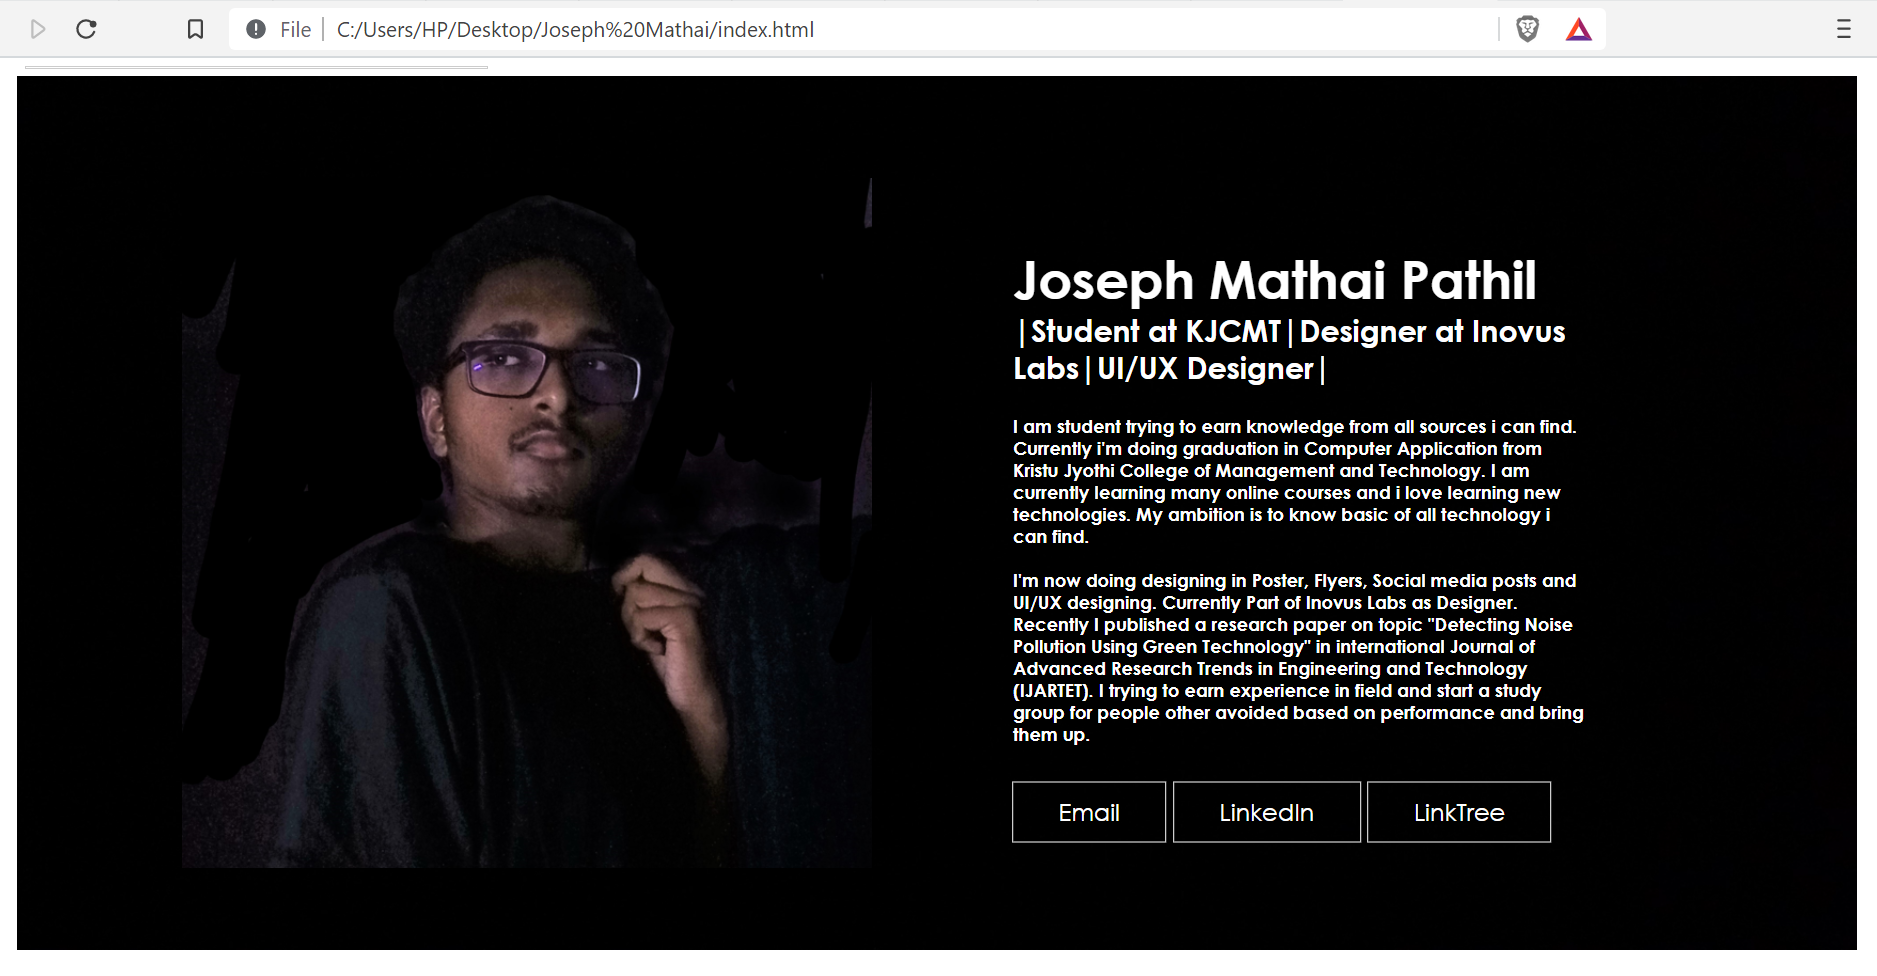 File | C:/Users/HP/Desktop/Joseph%20Mathai/index.html
Joseph Mathai Pathil
|Student at KJCMT|Designer at Inovus
Labs|UI/UX Designer|
I am student trying to earn knowledge from all sources i can find.
Currently i'm doing graduation in Computer Application from
Kristu Jyothi College of Management and Technology. I am
currently learning many online courses and i love learning new
technologies. My ambition is to know basic of all technology i
can find.
I'm now doing designing in Poster, Flyers, Social media posts and
UI/UX designing. Currently Part of Inovus Labs as Designer.
Recently I published a research paper on topic "Detecting Noise
Pollution Using Green Technology" in international Journal of
Advanced Research Trends in Engineering and Technology
(IJARTET). I trying to earn experience in field and start a study
group for people other avoided based on performance and bring
them up.
Email LinkedIn LinkTree